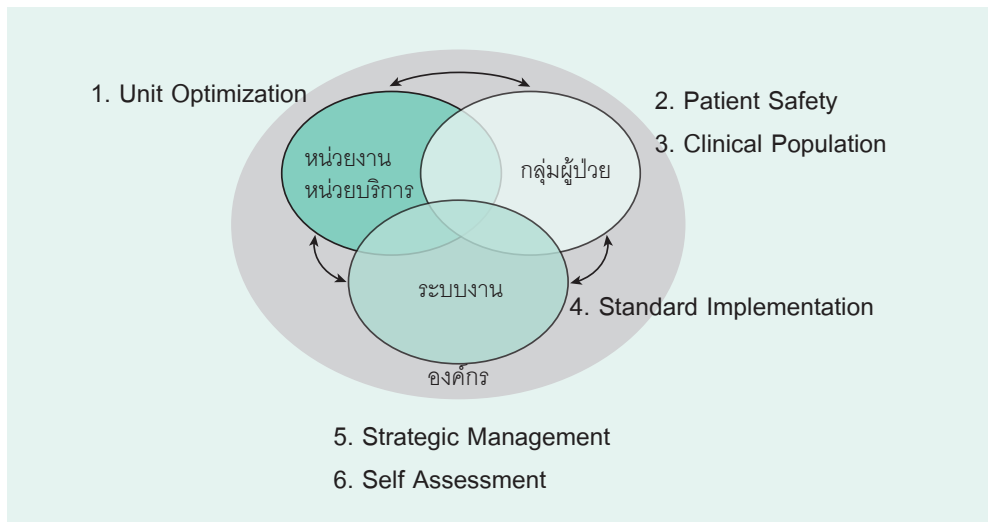 1. Unit Optimization
2. Patient Safety
3. Clinical Population
หน่วยงาน
หน่วยบริการ
กลุ่มผู้ป่วย
ระบบงาน
4. Standard Implementation
องค์กร
5. Strategic Management
6. Self Assessment